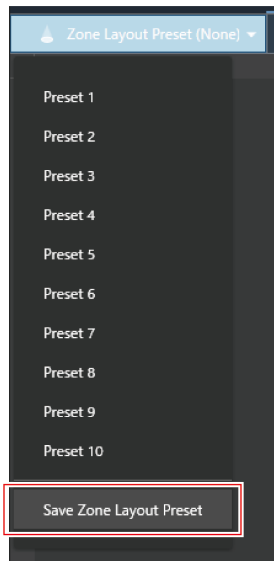 Zone Layout Preset (None)
Preset 1
Preset 2
Preset 3
Preset 4
Preset 5
Preset 6
Preset 7
Preset 8
Preset 9
Preset 10
Save Zone Layout Preset